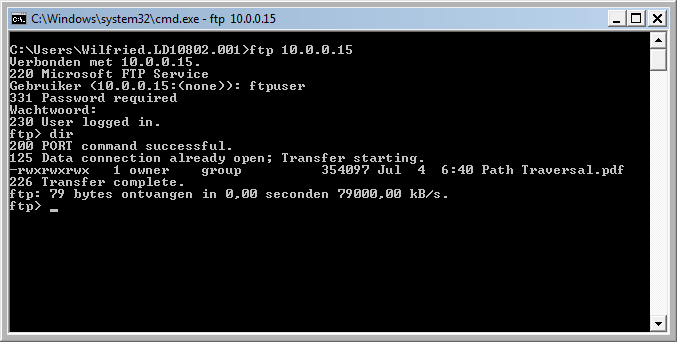 C:\Windows\system32\cmd.exe - ftp 10.0.0.15
C:\Users\Wilfried.LD10802.001>ftp 10.0.0.15
Verbonden met 10.0.0.15.
220 Microsoft FTP Service
Gebruiker (10.0.0.15:(none)): ftpuser
331 Password required
Wachtwoord:
230 User logged in.
ftp> dir
200 PORT command successful.
125 Data connection already open; Transfer starting.
-rwxrwxrwx   1 owner    group          354097 Jul  4  6:40 Path Traversal.pdf
226 Transfer complete.
ftp: 79 bytes ontvangen in 0,00 seconden 79000,00 kB/s.
ftp> _